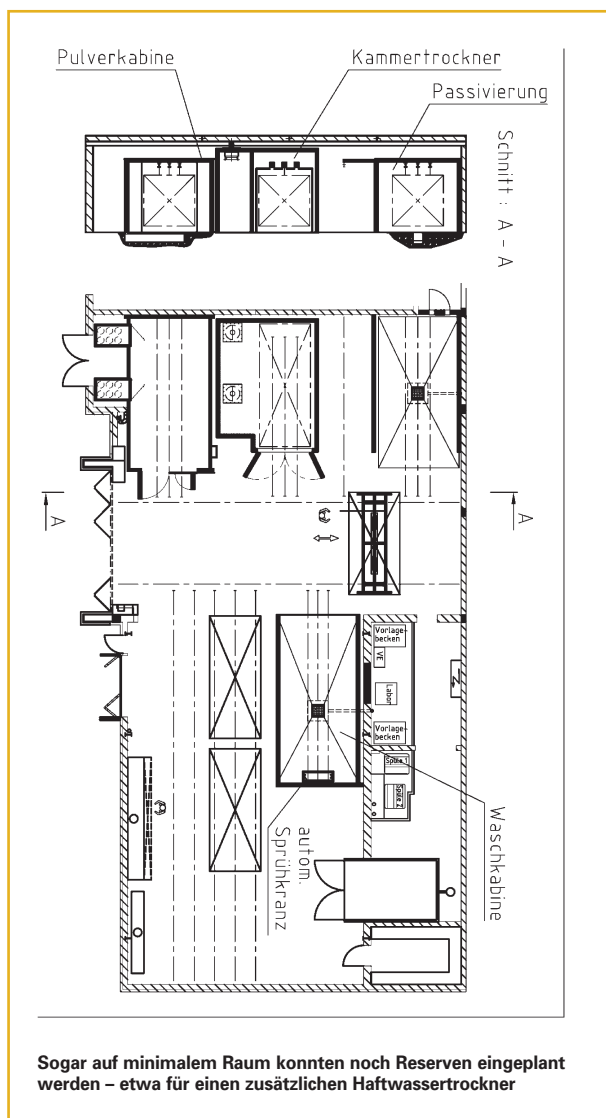 Pulverkabine
Kammertrockner
Passivierung
Schnitt: A - A
A
A
Vorlage-
becken
VE
Labor
Vorlage-
becken
Spüle 1
Spüle 2
autom.
Sprühkranz
Waschkabine
Sogar auf minimalem Raum konnten noch Reserven eingeplant
werden – etwa für einen zusätzlichen Haftwassertrockner